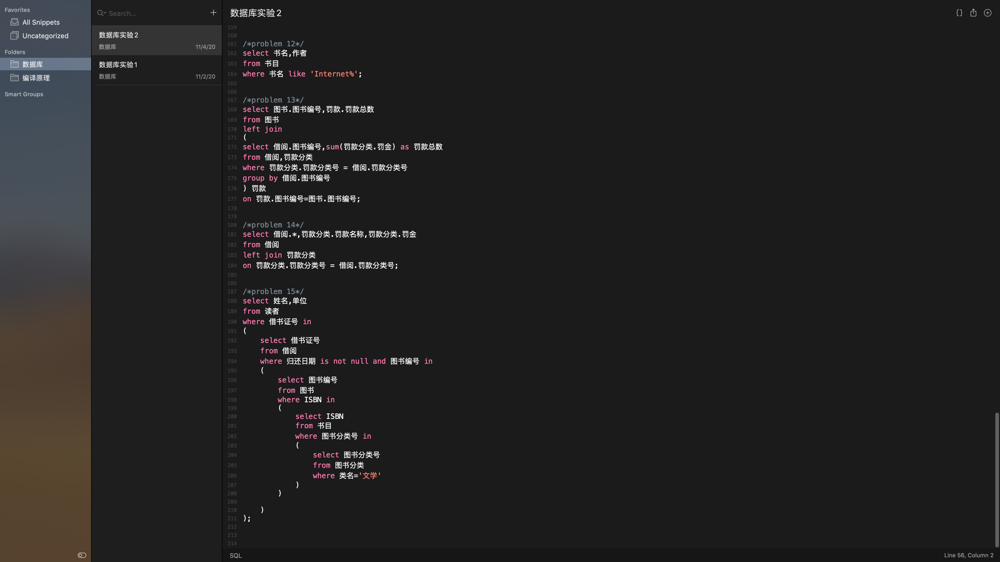 Favorites
All Snippets
Uncategorized
Folders
数据库
编译原理
Smart Groups
Search...
数据库实验2
数据库 11/4/20
数据库实验1
数据库 11/2/20
数据库实验2
159
160
161 /*problem 12*/
162 select 书名,作者
163 from 书目
164 where 书名 like 'Internet%';
165
166
167 /*problem 13*/
168 select 图书.图书编号,罚款.罚款总数
169 from 图书
170 left join
171 (
172 select 借阅.图书编号,sum(罚款分类.罚金) as 罚款总数
173 from 借阅,罚款分类
174 where 罚款分类.罚款分类号 = 借阅.罚款分类号
175 group by 借阅.图书编号
176 ) 罚款
177 on 罚款.图书编号=图书.图书编号;
178
179
180 /*problem 14*/
181 select 借阅.*,罚款分类.罚款名称,罚款分类.罚金
182 from 借阅
183 left join 罚款分类
184 on 罚款分类.罚款分类号 = 借阅.罚款分类号;
185
186
187 /*problem 15*/
188 select 姓名,单位
189 from 读者
190 where 借书证号 in
191 (
192     select 借书证号
193     from 借阅
194     where 归还日期 is not null and 图书编号 in
195     (
196         select 图书编号
197         from 图书
198         where ISBN in
199         (
200             select ISBN
201             from 书目
202             where 图书分类号 in
203             (
204                 select 图书分类号
205                 from 图书分类
206                 where 类名='文学'
207             )
208         )
209
210     )
211 );
212
213
214
SQL
Line 56, Column 2